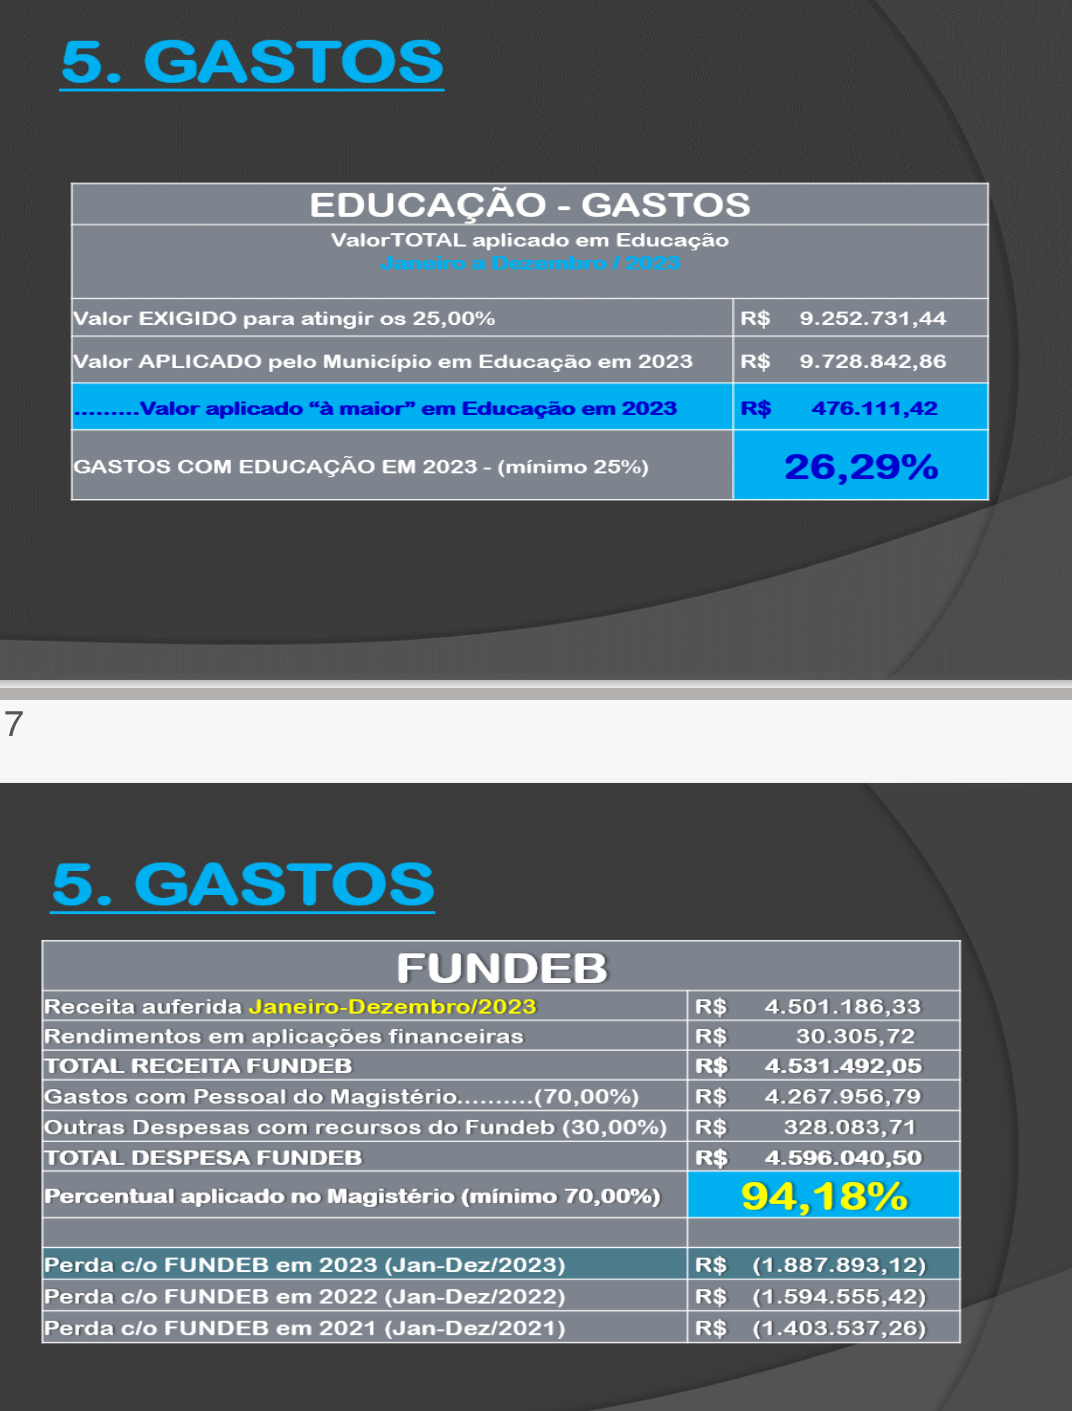 5. GASTOS
EDUCAÇÃO - GASTOS
ValorTOTAL aplicado em Educação
Janeiro a Dezembro / 2023
Valor EXIGIDO para atingir os 25,00% R$ 9.252.731,44
Valor APLICADO pelo Município em Educação em 2023 R$ 9.728.842,86
.........Valor aplicado “à maior” em Educação em 2023 R$ 476.111,42
GASTOS COM EDUCAÇÃO EM 2023 - (mínimo 25%) 26,29%
7
5. GASTOS
FUNDEB
Receita auferida Janeiro-Dezembro/2023 R$ 4.501.186,33
Rendimentos em aplicações financeiras R$ 30.305,72
TOTAL RECEITA FUNDEB R$ 4.531.492,05
Gastos com Pessoal do Magistério..........(70,00%) R$ 4.267.956,79
Outras Despesas com recursos do Fundeb (30,00%) R$ 328.083,71
TOTAL DESPESA FUNDEB R$ 4.596.040,50
Percentual aplicado no Magistério (mínimo 70,00%) 94,18%
Perda c/o FUNDEB em 2023 (Jan-Dez/2023) R$ (1.887.893,12)
Perda c/o FUNDEB em 2022 (Jan-Dez/2022) R$ (1.594.555,42)
Perda c/o FUNDEB em 2021 (Jan-Dez/2021) R$ (1.403.537,26)